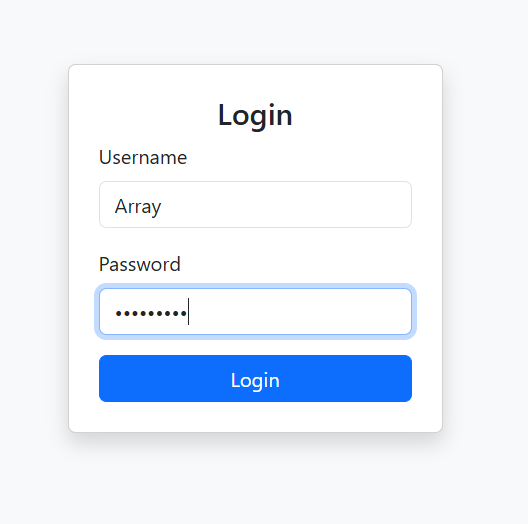 Login
Username
Array
Password
•••••••••
Login